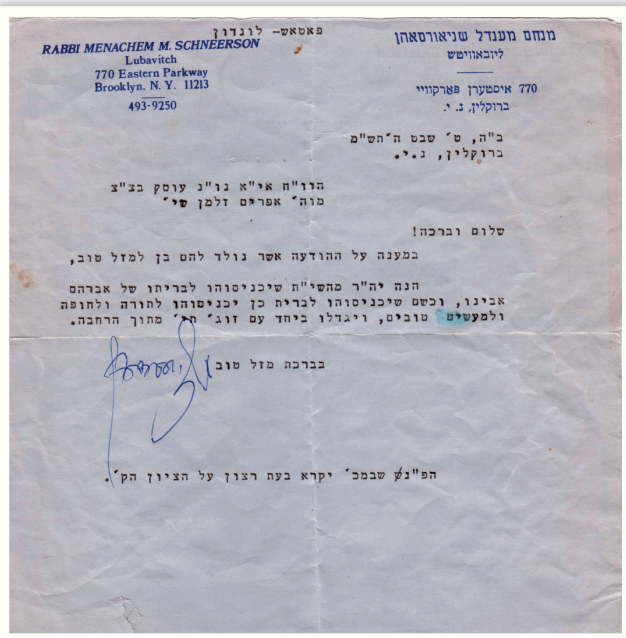 פאטאש- לונדון
RABBI MENACHEM M. SCHNEERSON
Lubavitch
770 Eastern Parkway
Brooklyn. N. Y. 11213
493-9250
מנחם מענדל שניאורסאהן
ליובאוויטש
770 איסטערן פארקוויי
ברוקלין, נ. י.
ב"ה, ט' שבט ה'תש"מ
ברוקלין, נ.י.
הוו"ח אי"א נו"נ עוסק בצ"צ
מוה' אפרים זלמן שי'
שלום וברכה!
במענה על ההודעה אשר נולד להם בן למזל טוב,
הנה יה"ר מהשי"ת שיכניסוהו לבריתו של אברהם
אבינו, וכשם שיכניסוהו לברית כן יכניסוהו לתורה ולחופה
ולמעשים טובים, ויגדלו ביחד עם זוג' תי' מתוך הרחבה.
בברכת מזל טוב
הפ"נ שבמכ' יקרא בעת רצון על הציון הק'.